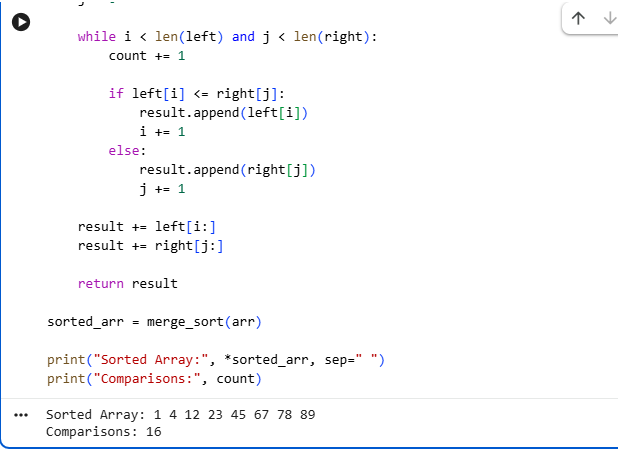 while i < len(left) and j < len(right):
count += 1
if left[i] <= right[j]:
result.append(left[i])
i += 1
else:
result.append(right[j])
j += 1
result += left[i:]
result += right[j:]
return result
sorted_arr = merge_sort(arr)
print("Sorted Array:", *sorted_arr, sep=" ")
print("Comparisons:", count)
Sorted Array: 1 4 12 23 45 67 78 89
Comparisons: 16